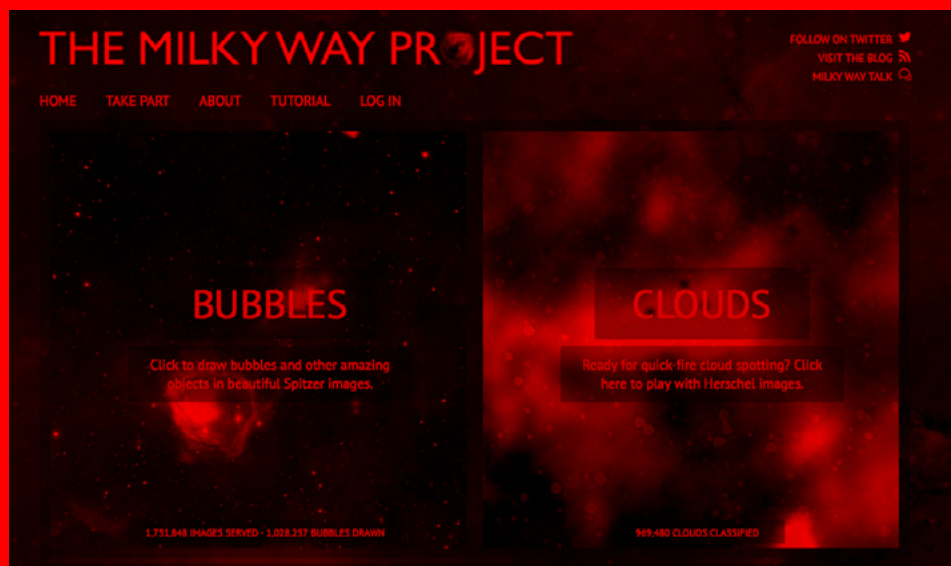 THE MILKY WAY PROJECT
FOLLOW ON TWITTER
VISIT THE BLOG
MILKY WAY TALK
HOME TAKE PART ABOUT TUTORIAL LOG IN
BUBBLES
Click to draw bubbles and other amazing
objects in beautiful Spitzer images.
1,731,848 IMAGES SERVED - 1,028,257 BUBBLES DRAWN
CLOUDS
Ready for quick-fire cloud spotting? Click
here to play with Herschel images.
969,480 CLOUDS CLASSIFIED